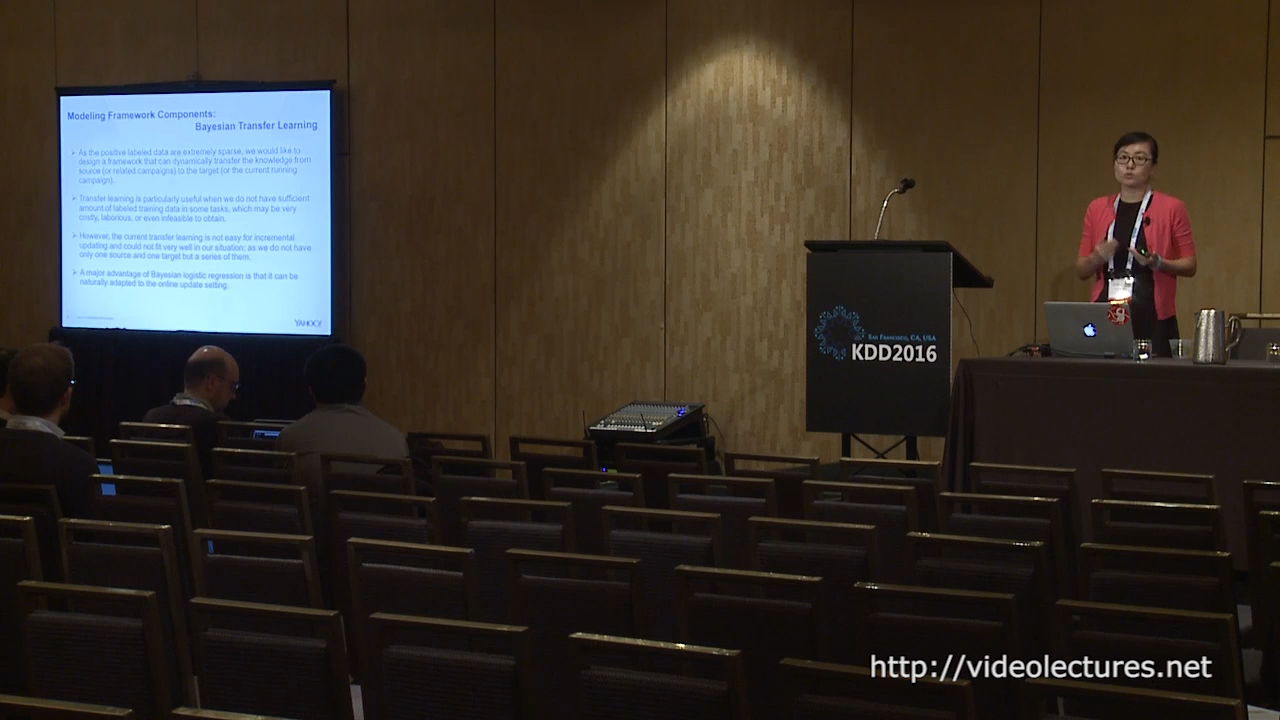 Modeling Framework Components:
Bayesian Transfer Learning
As the positive labeled data are extremely sparse, we would like to
design a framework that can dynamically transfer the knowledge from
source (or related campaigns) to the target (or the current running
campaign).
Transfer learning is particularly useful when we do not have sufficient
amount of labeled training data in some tasks, which may be very
costly, laborious, or even infeasible to obtain.
However, the current transfer learning is not easy for incremental
updating and could not fit very well in our situation: as we do not have
only one source and one target but a series of them.
A major advantage of Bayesian logistic regression is that it can be
naturally adapted to the online update setting.
YAHOO!
SAN FRANCISCO, CA, USA
KDD2016
http://videolectures.net